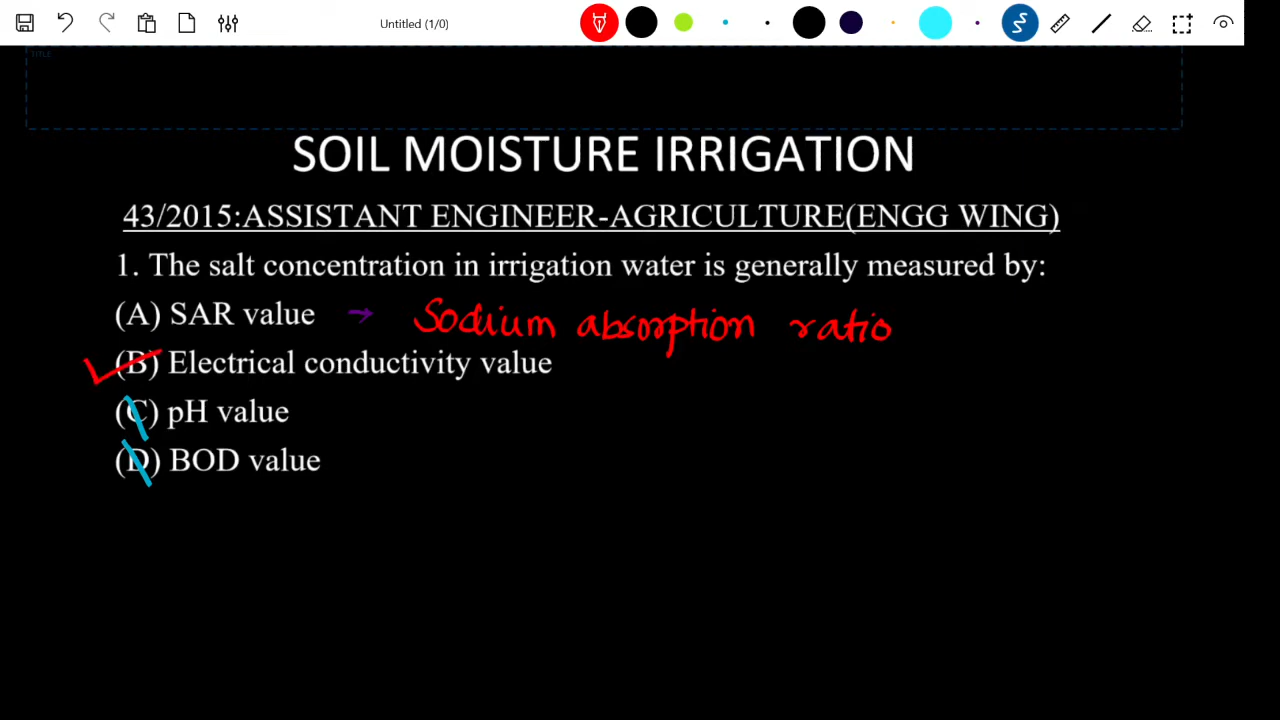 Untitled (1/0)
Title
SOIL MOISTURE IRRIGATION
43/2015:ASSISTANT ENGINEER-AGRICULTURE(ENGG WING)
1. The salt concentration in irrigation water is generally measured by:
(A) SAR value → Sodium absorption ratio
(B) Electrical conductivity value
(C) pH value
(D) BOD value